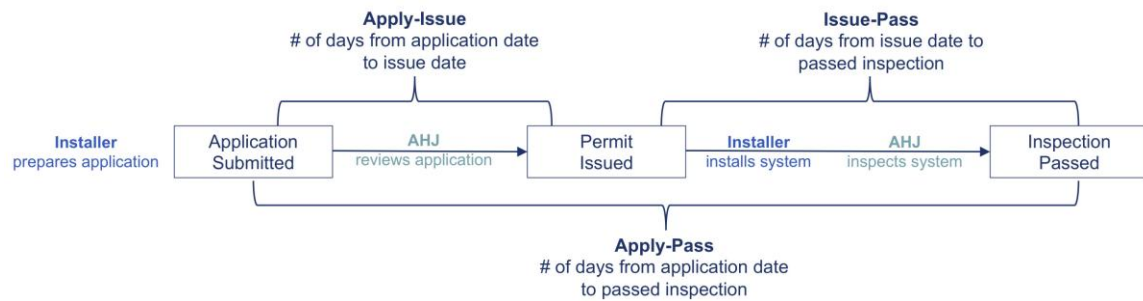 Apply-Issue
# of days from application date
to issue date
Issue-Pass
# of days from issue date to
passed inspection
Installer
prepares application
Application
Submitted
AHJ
reviews application
Permit
Issued
Installer
installs system
AHJ
inspects system
Inspection
Passed
Apply-Pass
# of days from application date
to passed inspection